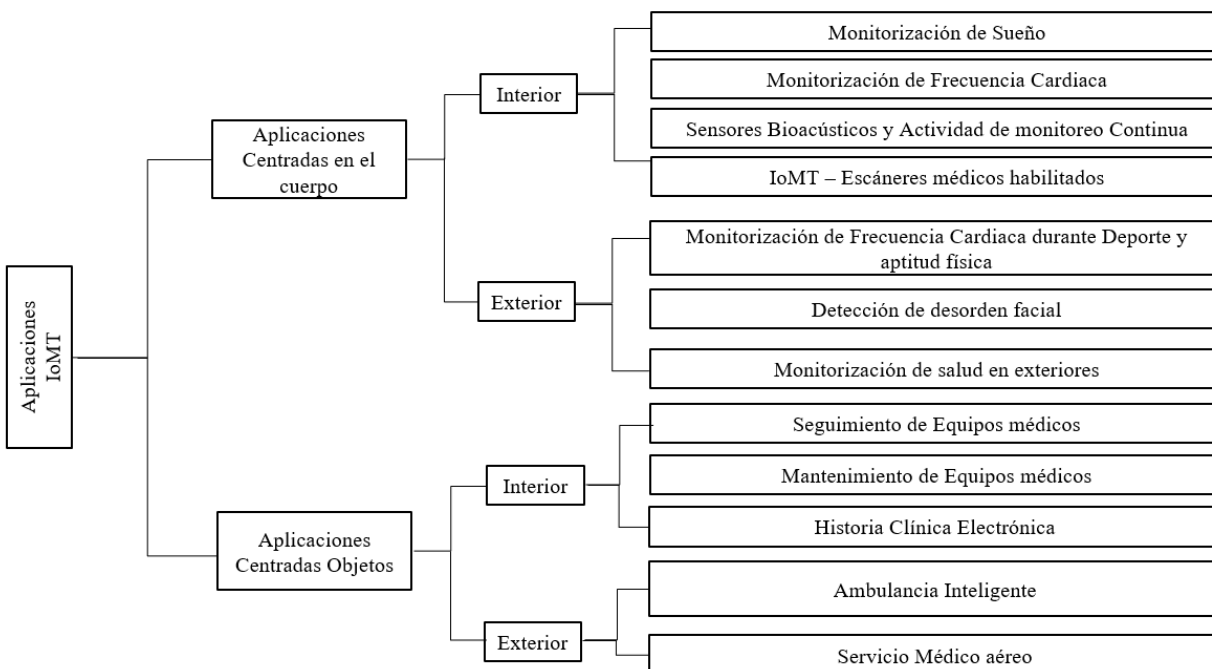 Aplicaciones
IoMT
Aplicaciones
Centradas en el
cuerpo
Interior
Monitorización de Sueño
Monitorización de Frecuencia Cardiaca
Sensores Bioacústicos y Actividad de monitoreo Continua
IoMT – Escáneres médicos habilitados
Exterior
Monitorización de Frecuencia Cardiaca durante Deporte y
aptitud física
Detección de desorden facial
Monitorización de salud en exteriores
Aplicaciones
Centradas Objetos
Interior
Seguimiento de Equipos médicos
Mantenimiento de Equipos médicos
Historia Clínica Electrónica
Exterior
Ambulancia Inteligente
Servicio Médico aéreo